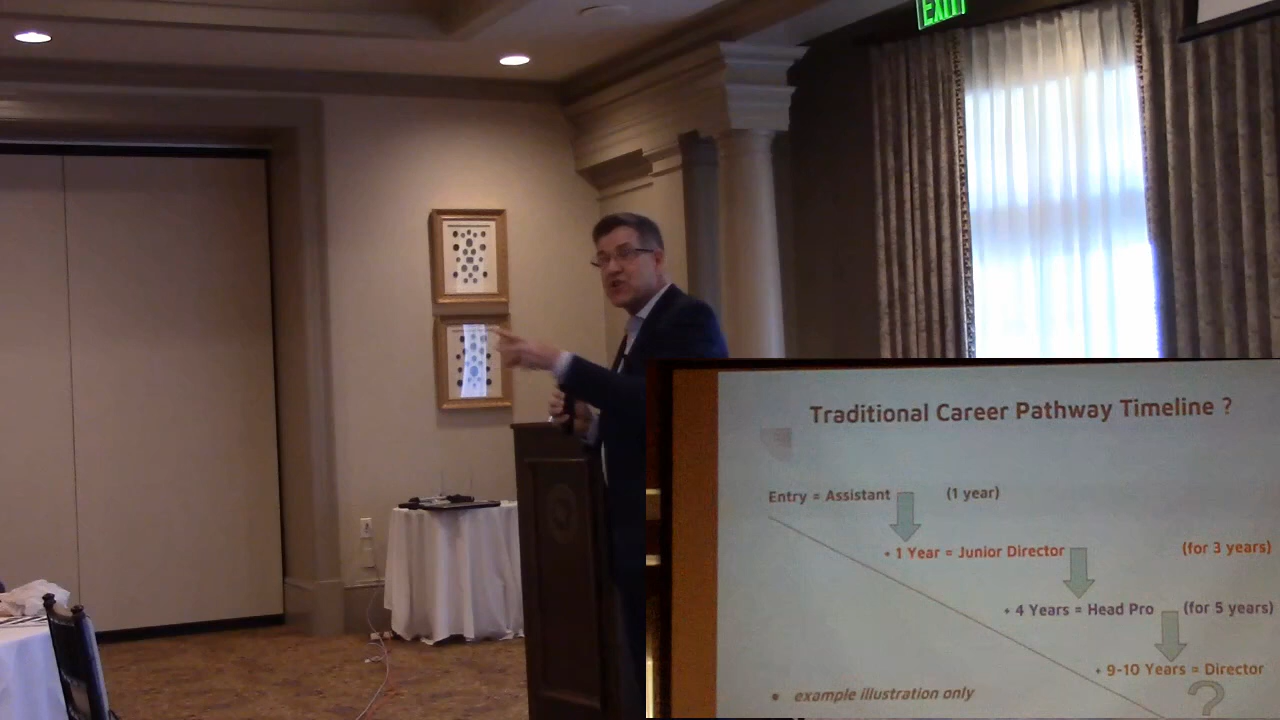 EXIT
Traditional Career Pathway Timeline ?
Entry = Assistant (1 year)
• 1 Year = Junior Director (for 3 years)
• 4 Years = Head Pro (for 5 years)
• 9-10 Years = Director
?
• example illustration only